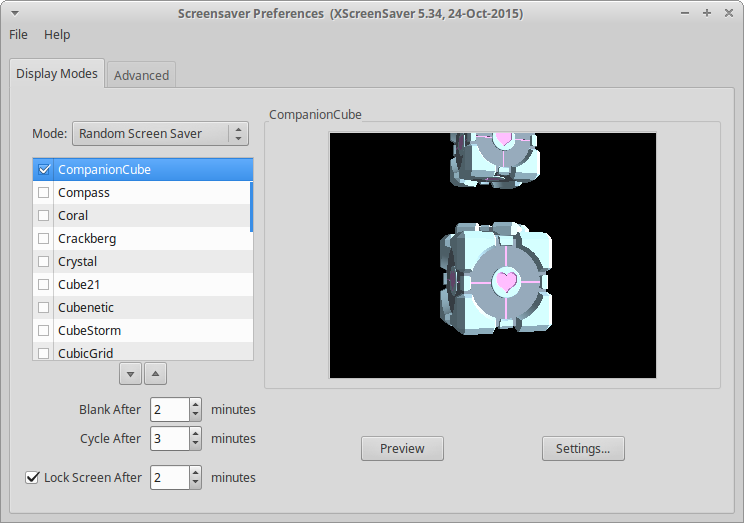 Screensaver Preferences (XScreenSaver 5.34, 24-Oct-2015)
File Help
Display Modes Advanced
CompanionCube
Mode: Random Screen Saver
CompanionCube
Compass
Coral
Crackberg
Crystal
Cube21
Cubenetic
CubeStorm
CubicGrid
Blank After 2 minutes
Cycle After 3 minutes
Lock Screen After 2 minutes
Preview Settings...